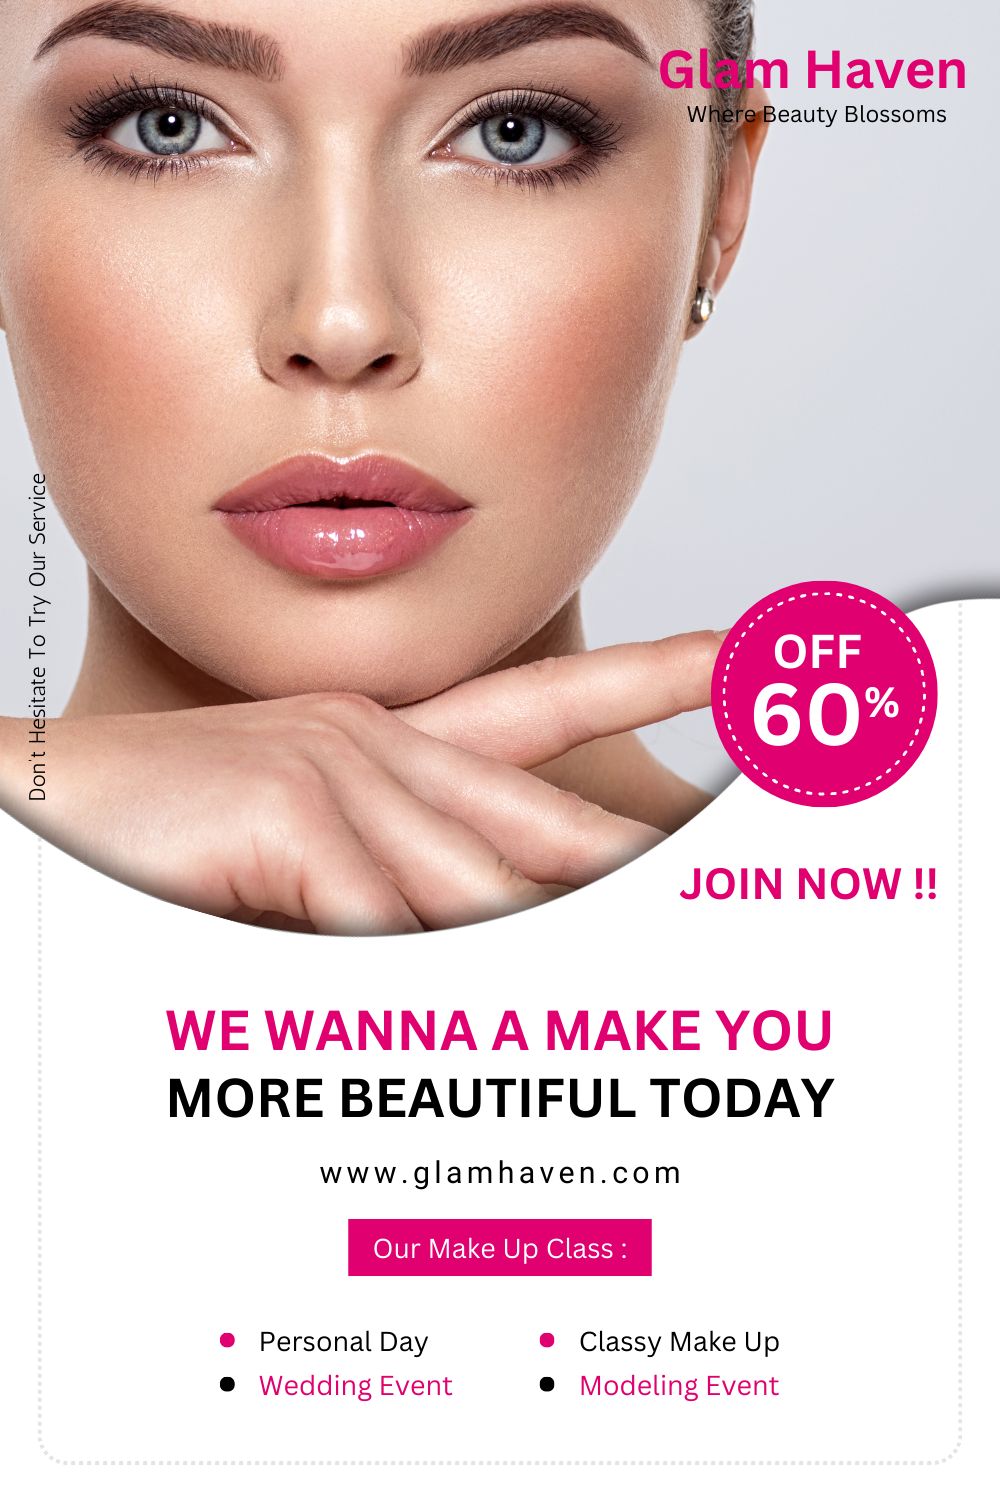 Glam Haven
Where Beauty Blossoms
Don't Hesitate To Try Our Service
OFF
60%
JOIN NOW !!
WE WANNA A MAKE YOU
MORE BEAUTIFUL TODAY
www.glamhaven.com
Our Make Up Class :
Personal Day
Wedding Event
Classy Make Up
Modeling Event